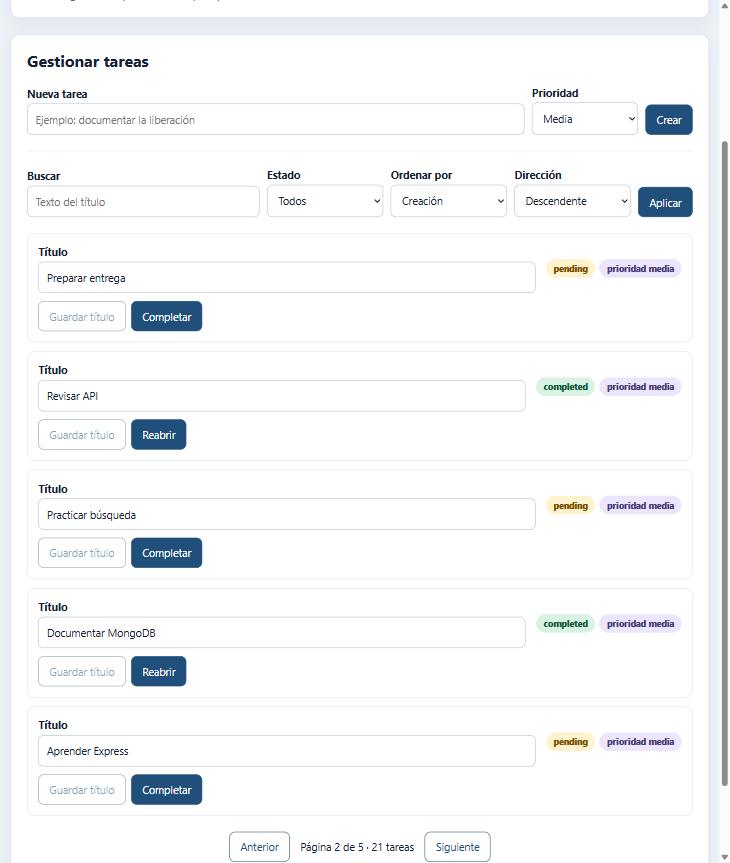 Gestionar tareas
Nueva tarea
Prioridad
Ejemplo: documentar la liberación
Media
Crear
Buscar
Estado
Ordenar por
Dirección
Texto del título
Todos
Creación
Descendente
Aplicar
Título
Preparar entrega
pending
prioridad media
Guardar título
Completar
Título
Revisar API
completed
prioridad media
Guardar título
Reabrir
Título
Practicar búsqueda
pending
prioridad media
Guardar título
Completar
Título
Documentar MongoDB
completed
prioridad media
Guardar título
Reabrir
Título
Aprender Express
pending
prioridad media
Guardar título
Completar
Anterior
Página 2 de 5 · 21 tareas
Siguiente